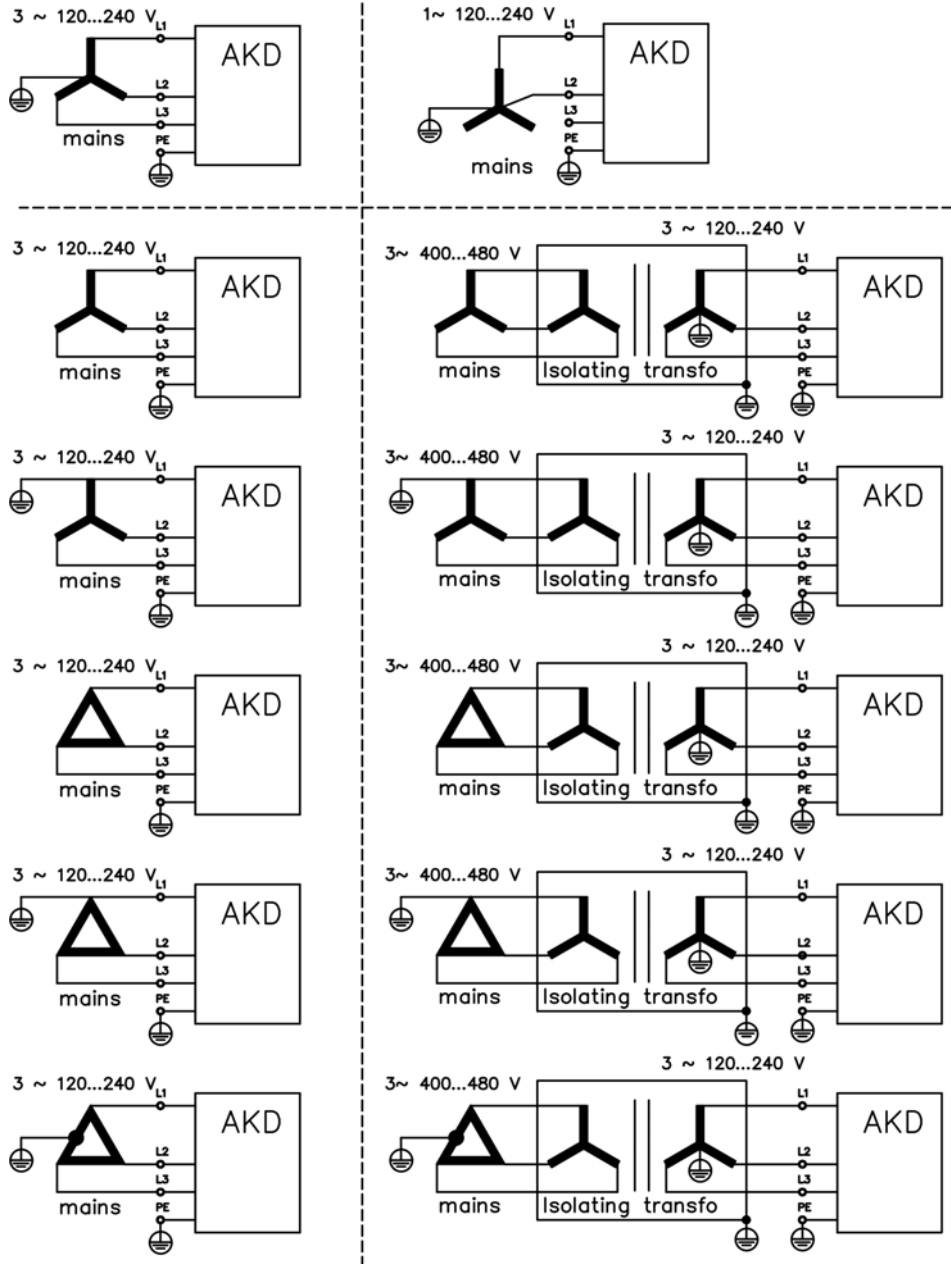 3 ~ 120...240 V
L1
AKD
L2
L3
PE
mains
1~ 120...240 V
L1
AKD
L2
L3
PE
mains
3 ~ 120...240 V
L1
AKD
L2
L3
PE
mains
3 ~ 120...240 V
3~ 400...480 V
L1
AKD
L2
L3
PE
mains
Isolating transfo
3 ~ 120...240 V
L1
AKD
L2
L3
PE
mains
3 ~ 120...240 V
3~ 400...480 V
L1
AKD
L2
L3
PE
mains
Isolating transfo
3 ~ 120...240 V
L1
AKD
L2
L3
PE
mains
3 ~ 120...240 V
3~ 400...480 V
L1
AKD
L2
L3
PE
mains
Isolating transfo
3 ~ 120...240 V
L1
AKD
L2
L3
PE
mains
3 ~ 120...240 V
3~ 400...480 V
L1
AKD
L2
L3
PE
mains
Isolating transfo
3 ~ 120...240 V
L1
AKD
L2
L3
PE
mains
3 ~ 120...240 V
3~ 400...480 V
L1
AKD
L2
L3
PE
mains
Isolating transfo